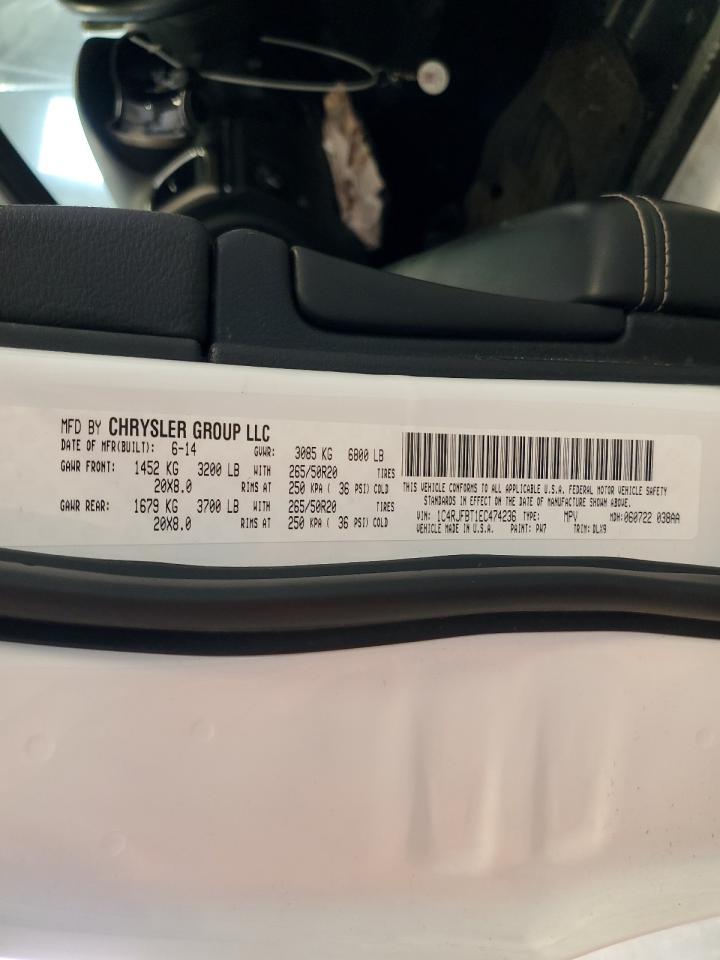 MFD BY CHRYSLER GROUP LLC
DATE OF MFR(BUILT): 6-14 GVWR: 3085 KG 6800 LB
GAWR FRONT: 1452 KG 3200 LB WITH 265/50R20 TIRES
20X8.0 RIMS AT 250 KPA ( 36 PSI) COLD
GAWR REAR: 1679 KG 3700 LB WITH 265/50R20 TIRES
20X8.0 RIMS AT 250 KPA ( 36 PSI) COLD
THIS VEHICLE CONFORMS TO ALL APPLICABLE U.S.A. FEDERAL MOTOR VEHICLE SAFETY
STANDARDS IN EFFECT ON THE DATE OF MANUFACTURE SHOWN ABOVE.
VIN: 1C4RJFBT1EC474236 TYPE: MPV MDH:060722 038AA
VEHICLE MADE IN U.S.A. PAINT: PW7 TRIM: DLX9